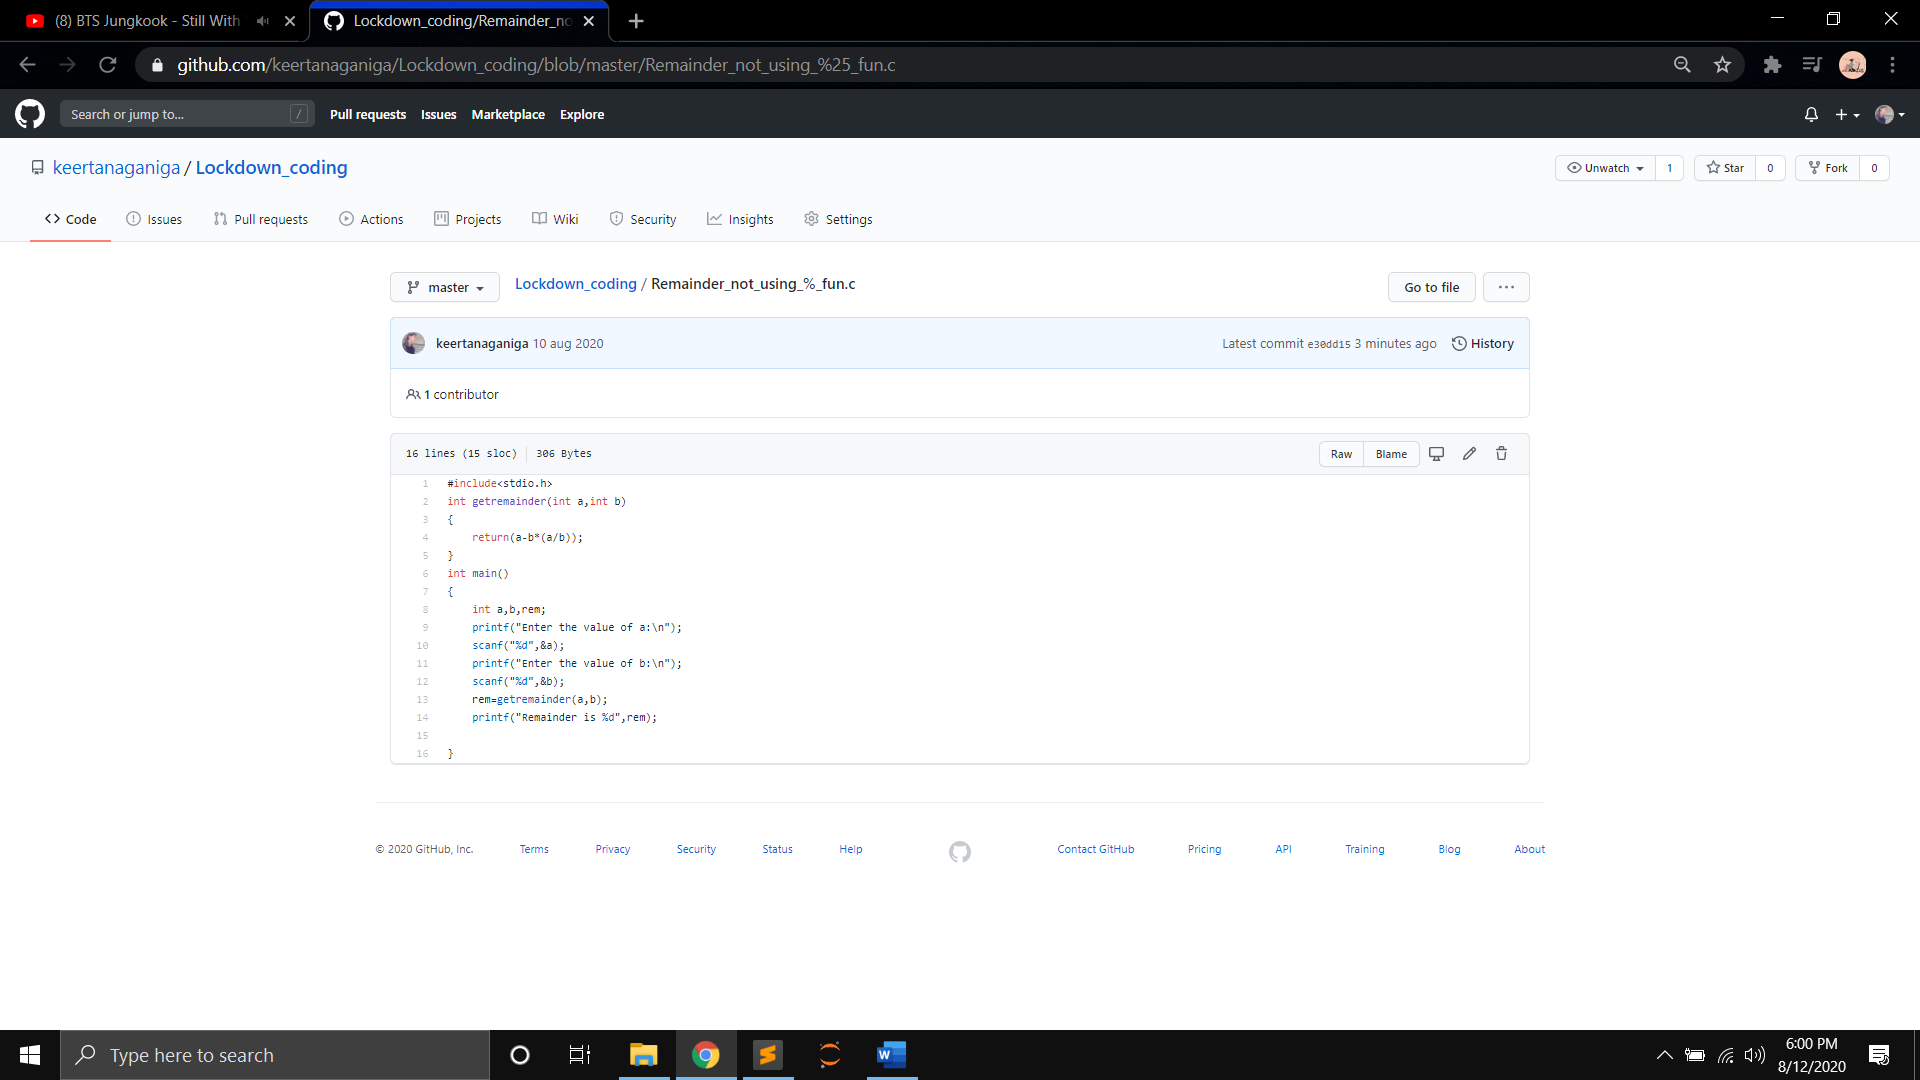 (8) BTS Jungkook - Still With
Lockdown_coding/Remainder_no
github.com/keertanaganiga/Lockdown_coding/blob/master/Remainder_not_using_%25_fun.c
Search or jump to... /
Pull requests Issues Marketplace Explore
keertanaganiga / Lockdown_coding
Unwatch 1 Star 0 Fork 0
Code Issues Pull requests Actions Projects Wiki Security Insights Settings
master Lockdown_coding / Remainder_not_using_%_fun.c
Go to file ...
keertanaganiga 10 aug 2020
Latest commit e30dd15 3 minutes ago History
1 contributor
16 lines (15 sloc) 306 Bytes
Raw Blame
1 #include<stdio.h>
2 int getremainder(int a,int b)
3 {
4     return(a-b*(a/b));
5 }
6 int main()
7 {
8     int a,b,rem;
9     printf("Enter the value of a:\n");
10     scanf("%d",&a);
11     printf("Enter the value of b:\n");
12     scanf("%d",&b);
13     rem=getremainder(a,b);
14     printf("Remainder is %d",rem);
15
16 }
© 2020 GitHub, Inc. Terms Privacy Security Status Help Contact GitHub Pricing API Training Blog About
Type here to search
W
6:00 PM
8/12/2020